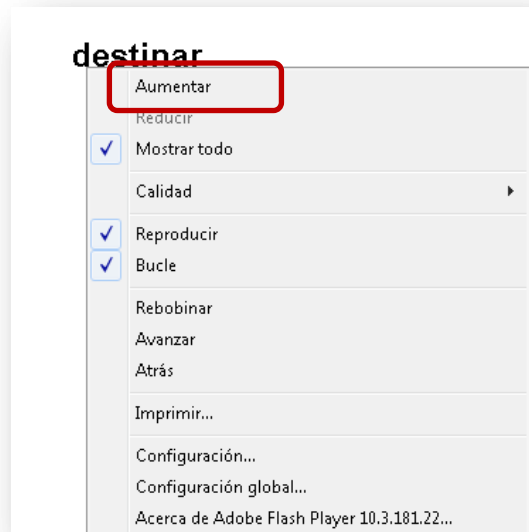 destinar
Aumentar
Reducir
Mostrar todo
Calidad
Reproducir
Bucle
Rebobinar
Avanzar
Atrás
Imprimir...
Configuración...
Configuración global...
Acerca de Adobe Flash Player 10.3.181.22...